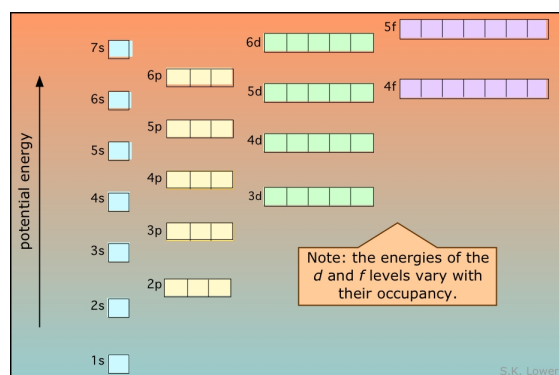 5f
6d
7s
6p
4f
5d
6s
5p
4d
5s
4p
3d
4s
3p
3s
2p
2s
1s
potential energy
Note: the energies of the
d and f levels vary with
their occupancy.
S.K. Lower